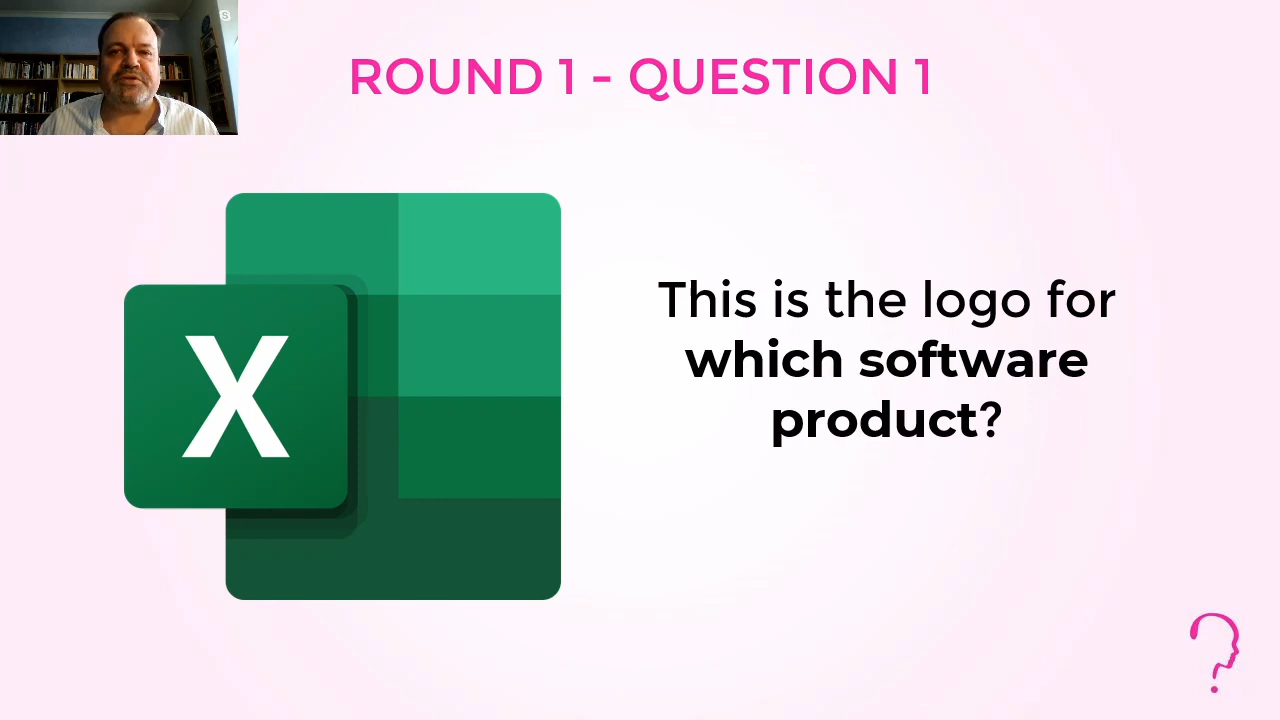 ROUND 1 - QUESTION 1
X
This is the logo for
which software
product?